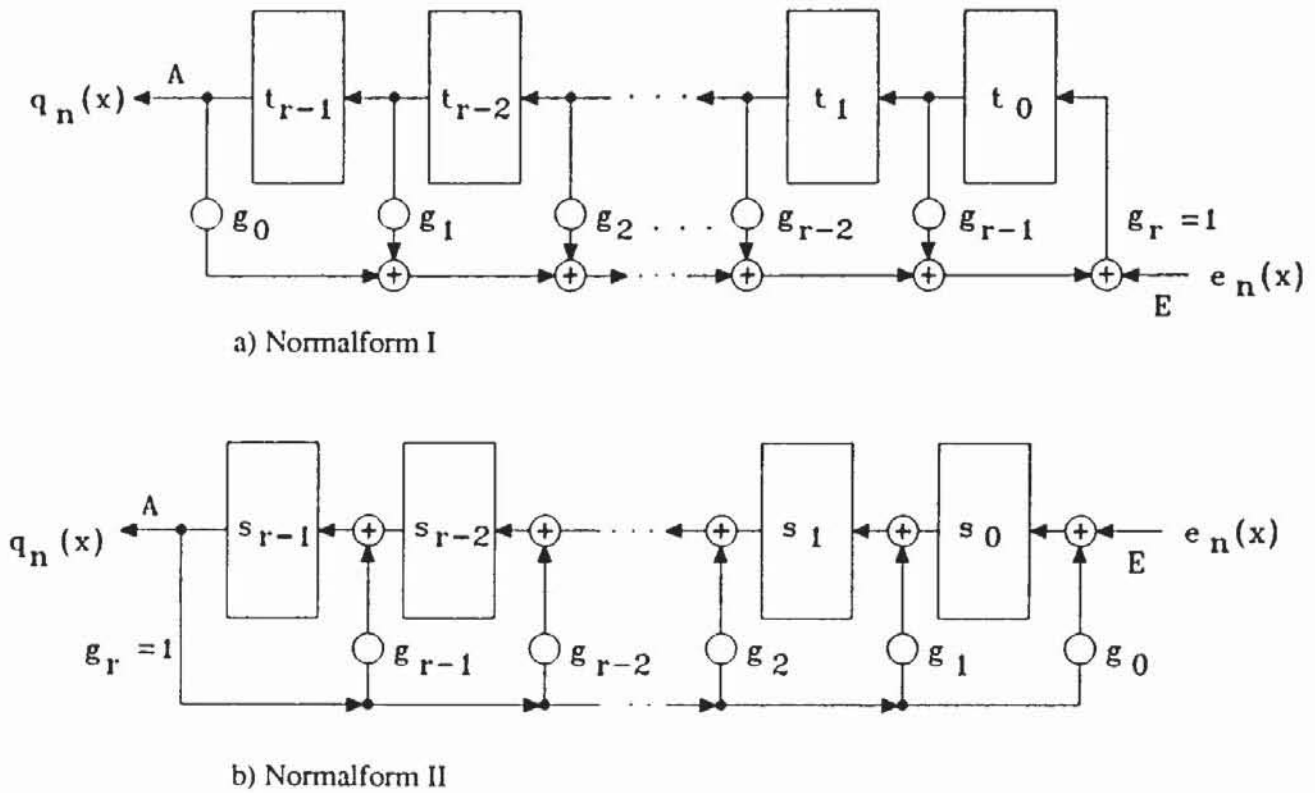 A
q_n(x) t_{r-1} t_{r-2} · · · · t_1 t_0
g_0 g_1 g_2 · · · · g_{r-2} g_{r-1} g_r = 1
+ + · · · · + + + e_n(x)
E
a) Normalform I
A
q_n(x) s_{r-1} + s_{r-2} + · · · · + s_1 + s_0 + e_n(x)
E
g_r = 1 g_{r-1} g_{r-2} g_2 g_1 g_0
· · · ·
b) Normalform II